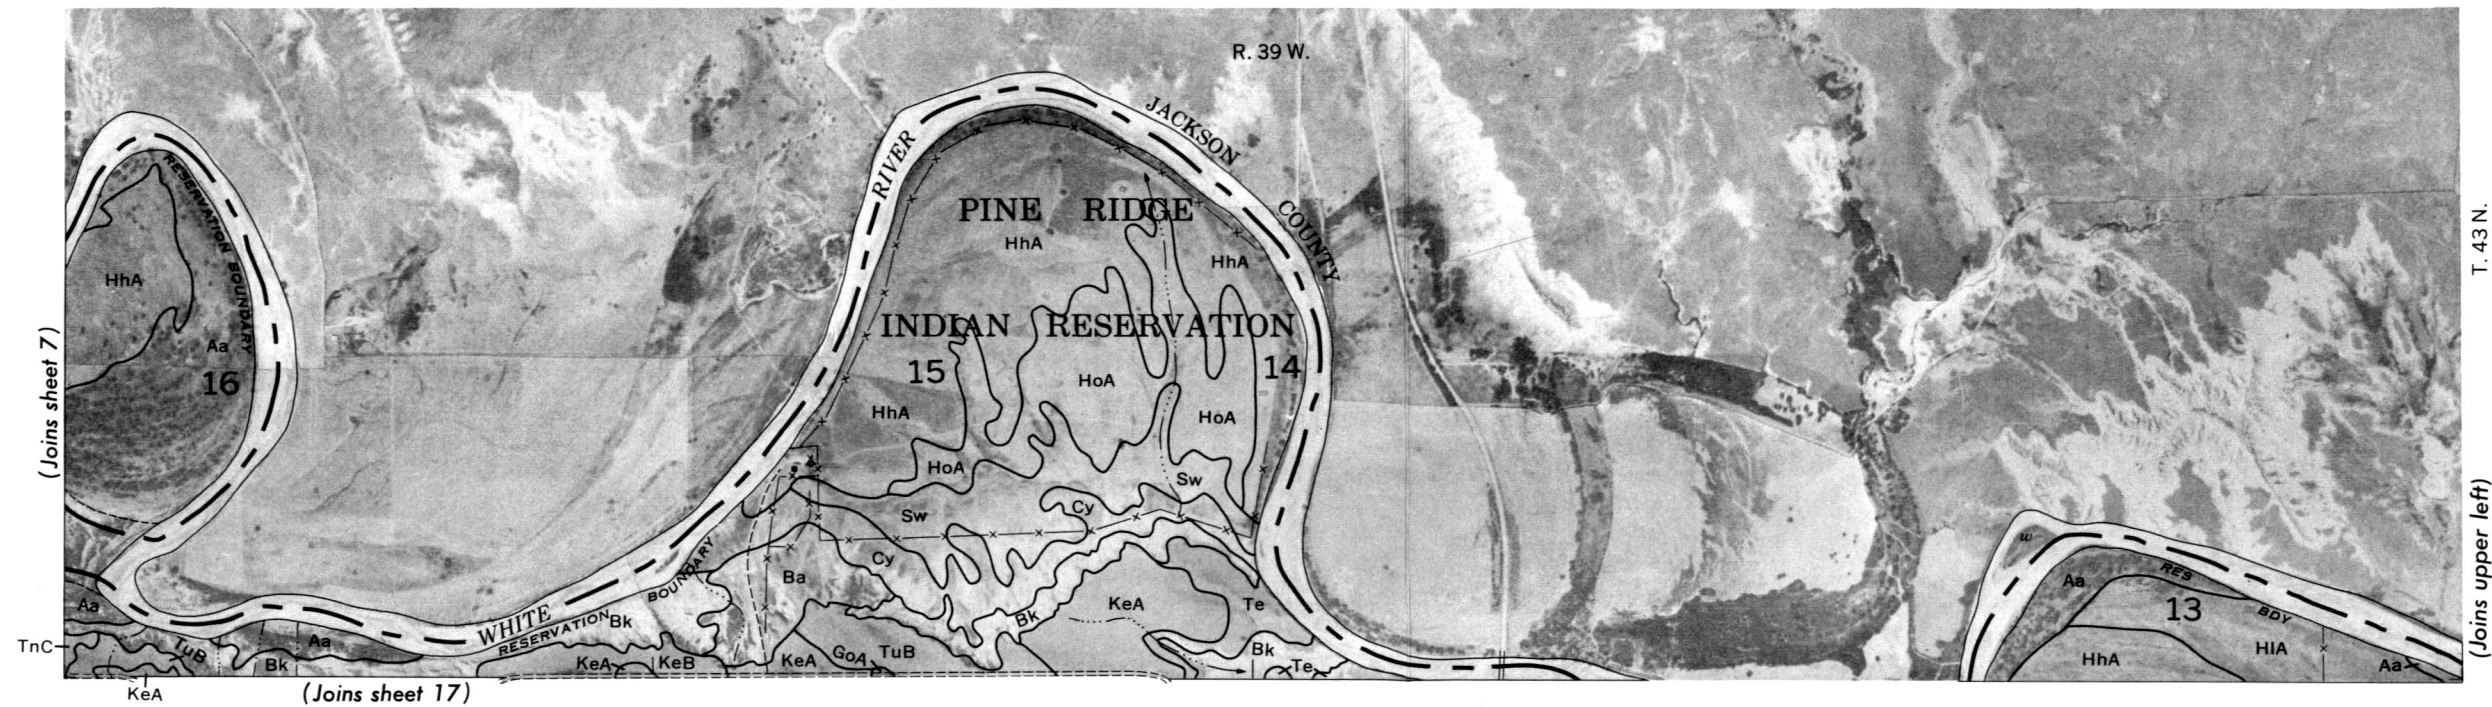 R. 39 W.
JACKSON
COUNTY
RIVER
RESERVATION BOUNDARY
PINE RIDGE
T. 43 N.
HhA
HhA
HhA
INDIAN RESERVATION
Aa
16
15
14
HoA
(Joins sheet 7)
HhA
HoA
HoA
Sw
Cy
Sw
(Joins upper left)
w
Cy
Ba
RES
Aa
BOUNDARY
KeA
Te
13
BDY
Aa
WHITE
RESERVATION
Bk
Bk
Aa
TnC
TuB
Bk
KeA
KeB
KeA
GoA
TuB
Bk
Te
HhA
HIA
Aa
KeA
(Joins sheet 17)